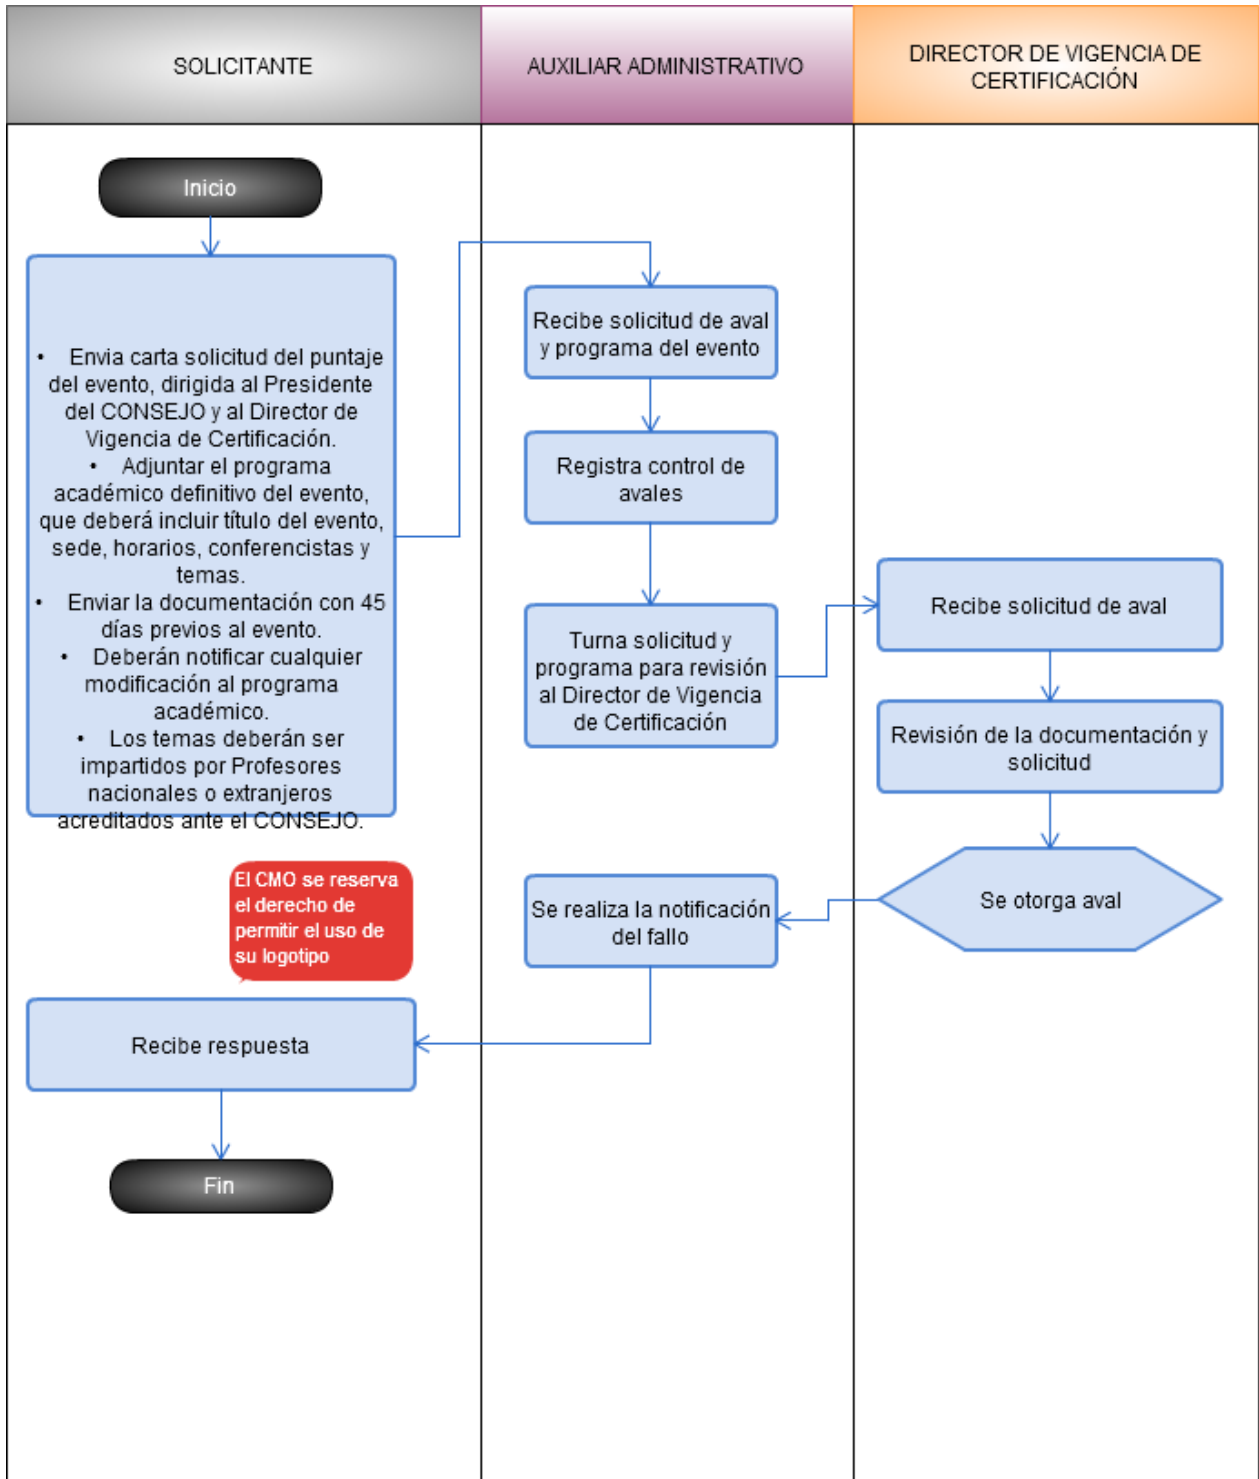 SOLICITANTE
AUXILIAR ADMINISTRATIVO
DIRECTOR DE VIGENCIA DE
CERTIFICACIÓN
Inicio
• Envia carta solicitud del puntaje
del evento, dirigida al Presidente
del CONSEJO y al Director de
Vigencia de Certificación.
• Adjuntar el programa
académico definitivo del evento,
que deberá incluir título del evento,
sede, horarios, conferencistas y
temas.
• Enviar la documentación con 45
días previos al evento.
• Deberán notificar cualquier
modificación al programa
académico.
• Los temas deberán ser
impartidos por Profesores
nacionales o extranjeros
acreditados ante el CONSEJO.
Recibe solicitud de aval
y programa del evento
Registra control de
avales
Turna solicitud y
programa para revisión
al Director de Vigencia
de Certificación
Recibe solicitud de aval
Revisión de la documentación y
solicitud
Se otorga aval
Se realiza la notificación
del fallo
El CMO se reserva
el derecho de
permitir el uso de
su logotipo
Recibe respuesta
Fin